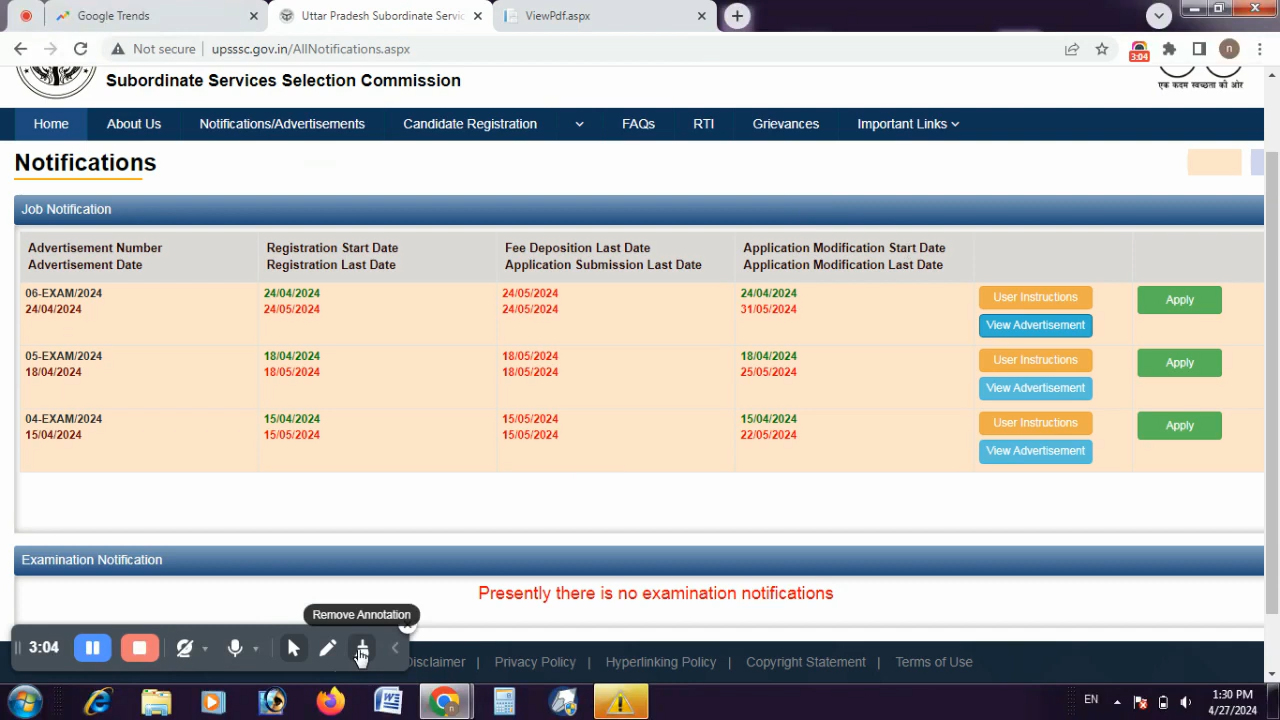 Google Trends
Uttar Pradesh Subordinate Servic
ViewPdf.aspx
Not secure
upsssc.gov.in/AllNotifications.aspx
3:04
n
Subordinate Services Selection Commission
एक कदम स्वच्छता की ओर
Home
About Us
Notifications/Advertisements
Candidate Registration
FAQs
RTI
Grievances
Important Links
Notifications
Job Notification
Advertisement Number
Advertisement Date
Registration Start Date
Registration Last Date
Fee Deposition Last Date
Application Submission Last Date
Application Modification Start Date
Application Modification Last Date
06-EXAM/2024
24/04/2024
24/04/2024
24/05/2024
24/05/2024
24/05/2024
24/04/2024
31/05/2024
User Instructions
View Advertisement
Apply
05-EXAM/2024
18/04/2024
18/04/2024
18/05/2024
18/05/2024
18/05/2024
18/04/2024
25/05/2024
User Instructions
View Advertisement
Apply
04-EXAM/2024
15/04/2024
15/04/2024
15/05/2024
15/05/2024
15/05/2024
15/04/2024
22/05/2024
User Instructions
View Advertisement
Apply
Examination Notification
Presently there is no examination notifications
Remove Annotation
3:04
Disclaimer | Privacy Policy | Hyperlinking Policy | Copyright Statement | Terms of Use
n
EN
1:30 PM
4/27/2024